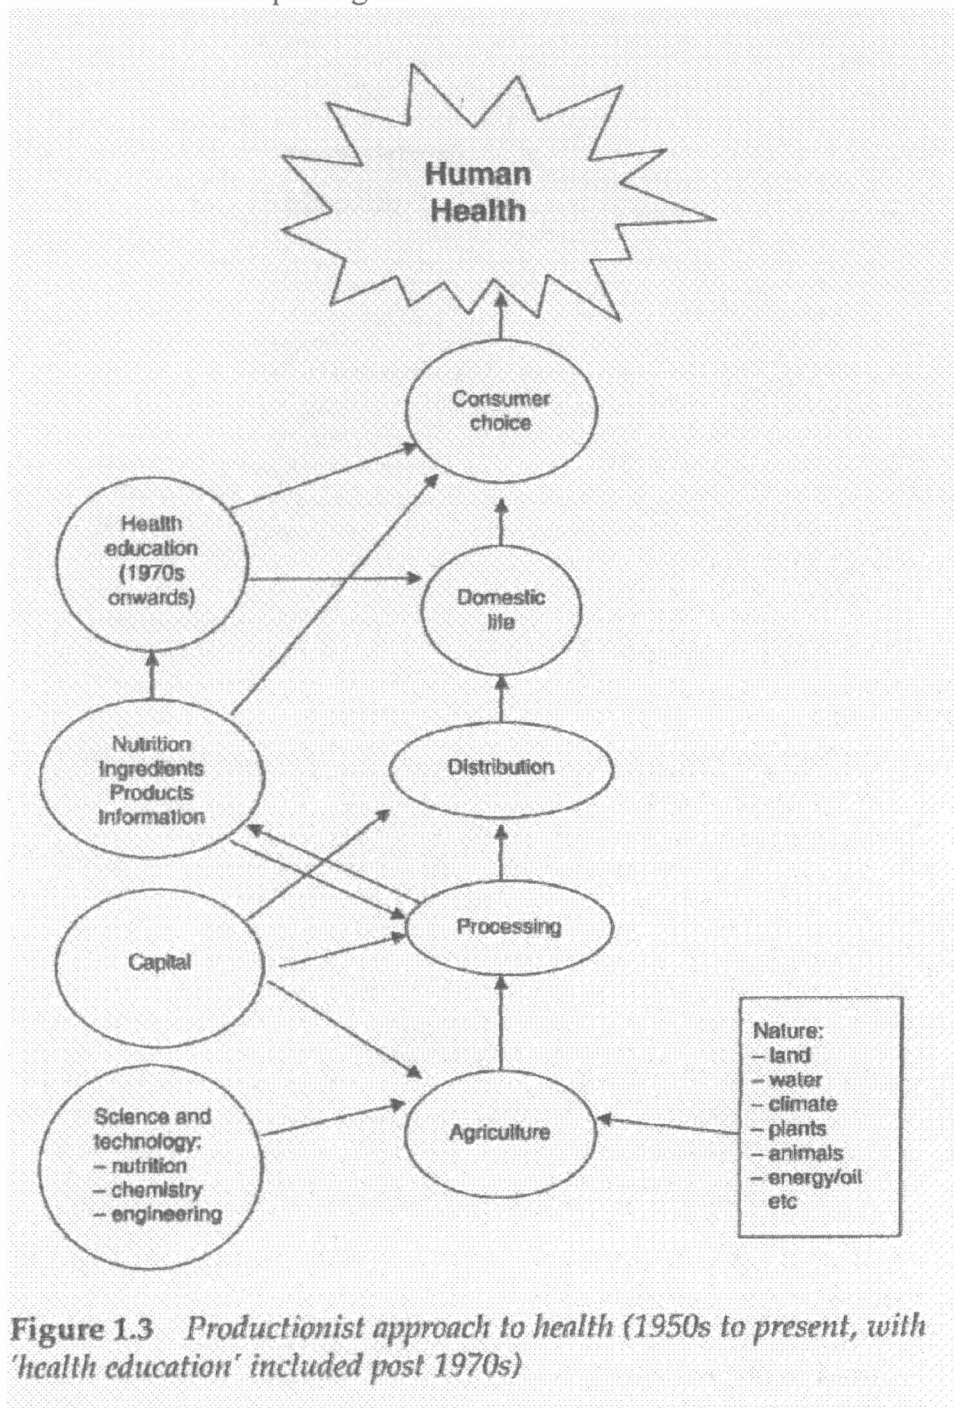 Human
Health
Consumer
choice
Health
education
(1970s
onwards)
Domestic
life
Nutrition
Ingredients
Products
Information
Distribution
Capital
Processing
Science and
technology:
– nutrition
– chemistry
– engineering
Agriculture
Nature:
– land
– water
– climate
– plants
– animals
– energy/oil
etc
Figure 1.3 Productionist approach to health (1950s to present, with
'health education' included post 1970s)